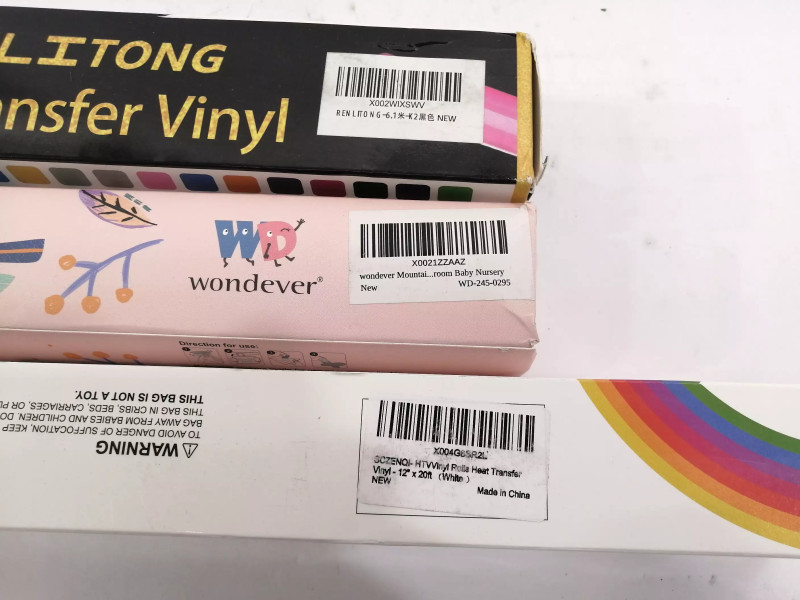 LITONG
nsfer Vinyl
X002WIXSWV
RENLITONG-6.1米-K2黑色 NEW
WD
wondever®
X0021ZZAAZ
wondever Mountai...room Baby Nursery
New WD-245-0295
Direction for use:
WARNING
TO AVOID DANGER OF SUFFOCATION, KEEP
BAG AWAY FROM BABIES AND CHILDREN. DO
THIS BAG IN CRIBS, BEDS, CARRIAGES, OR
THIS BAG IS NOT A TOY.
HTVVinyl Rolls Heat Transfer
Vinyl - 12" x 20ft (White )
NEW
Made in China